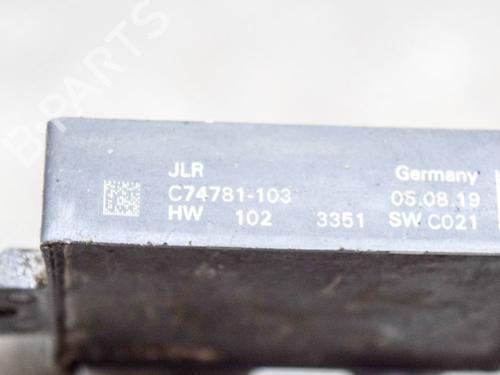 B-PARTS
JLR Germany
C74781-103 05.08.19
HW 102 3351 SW C021